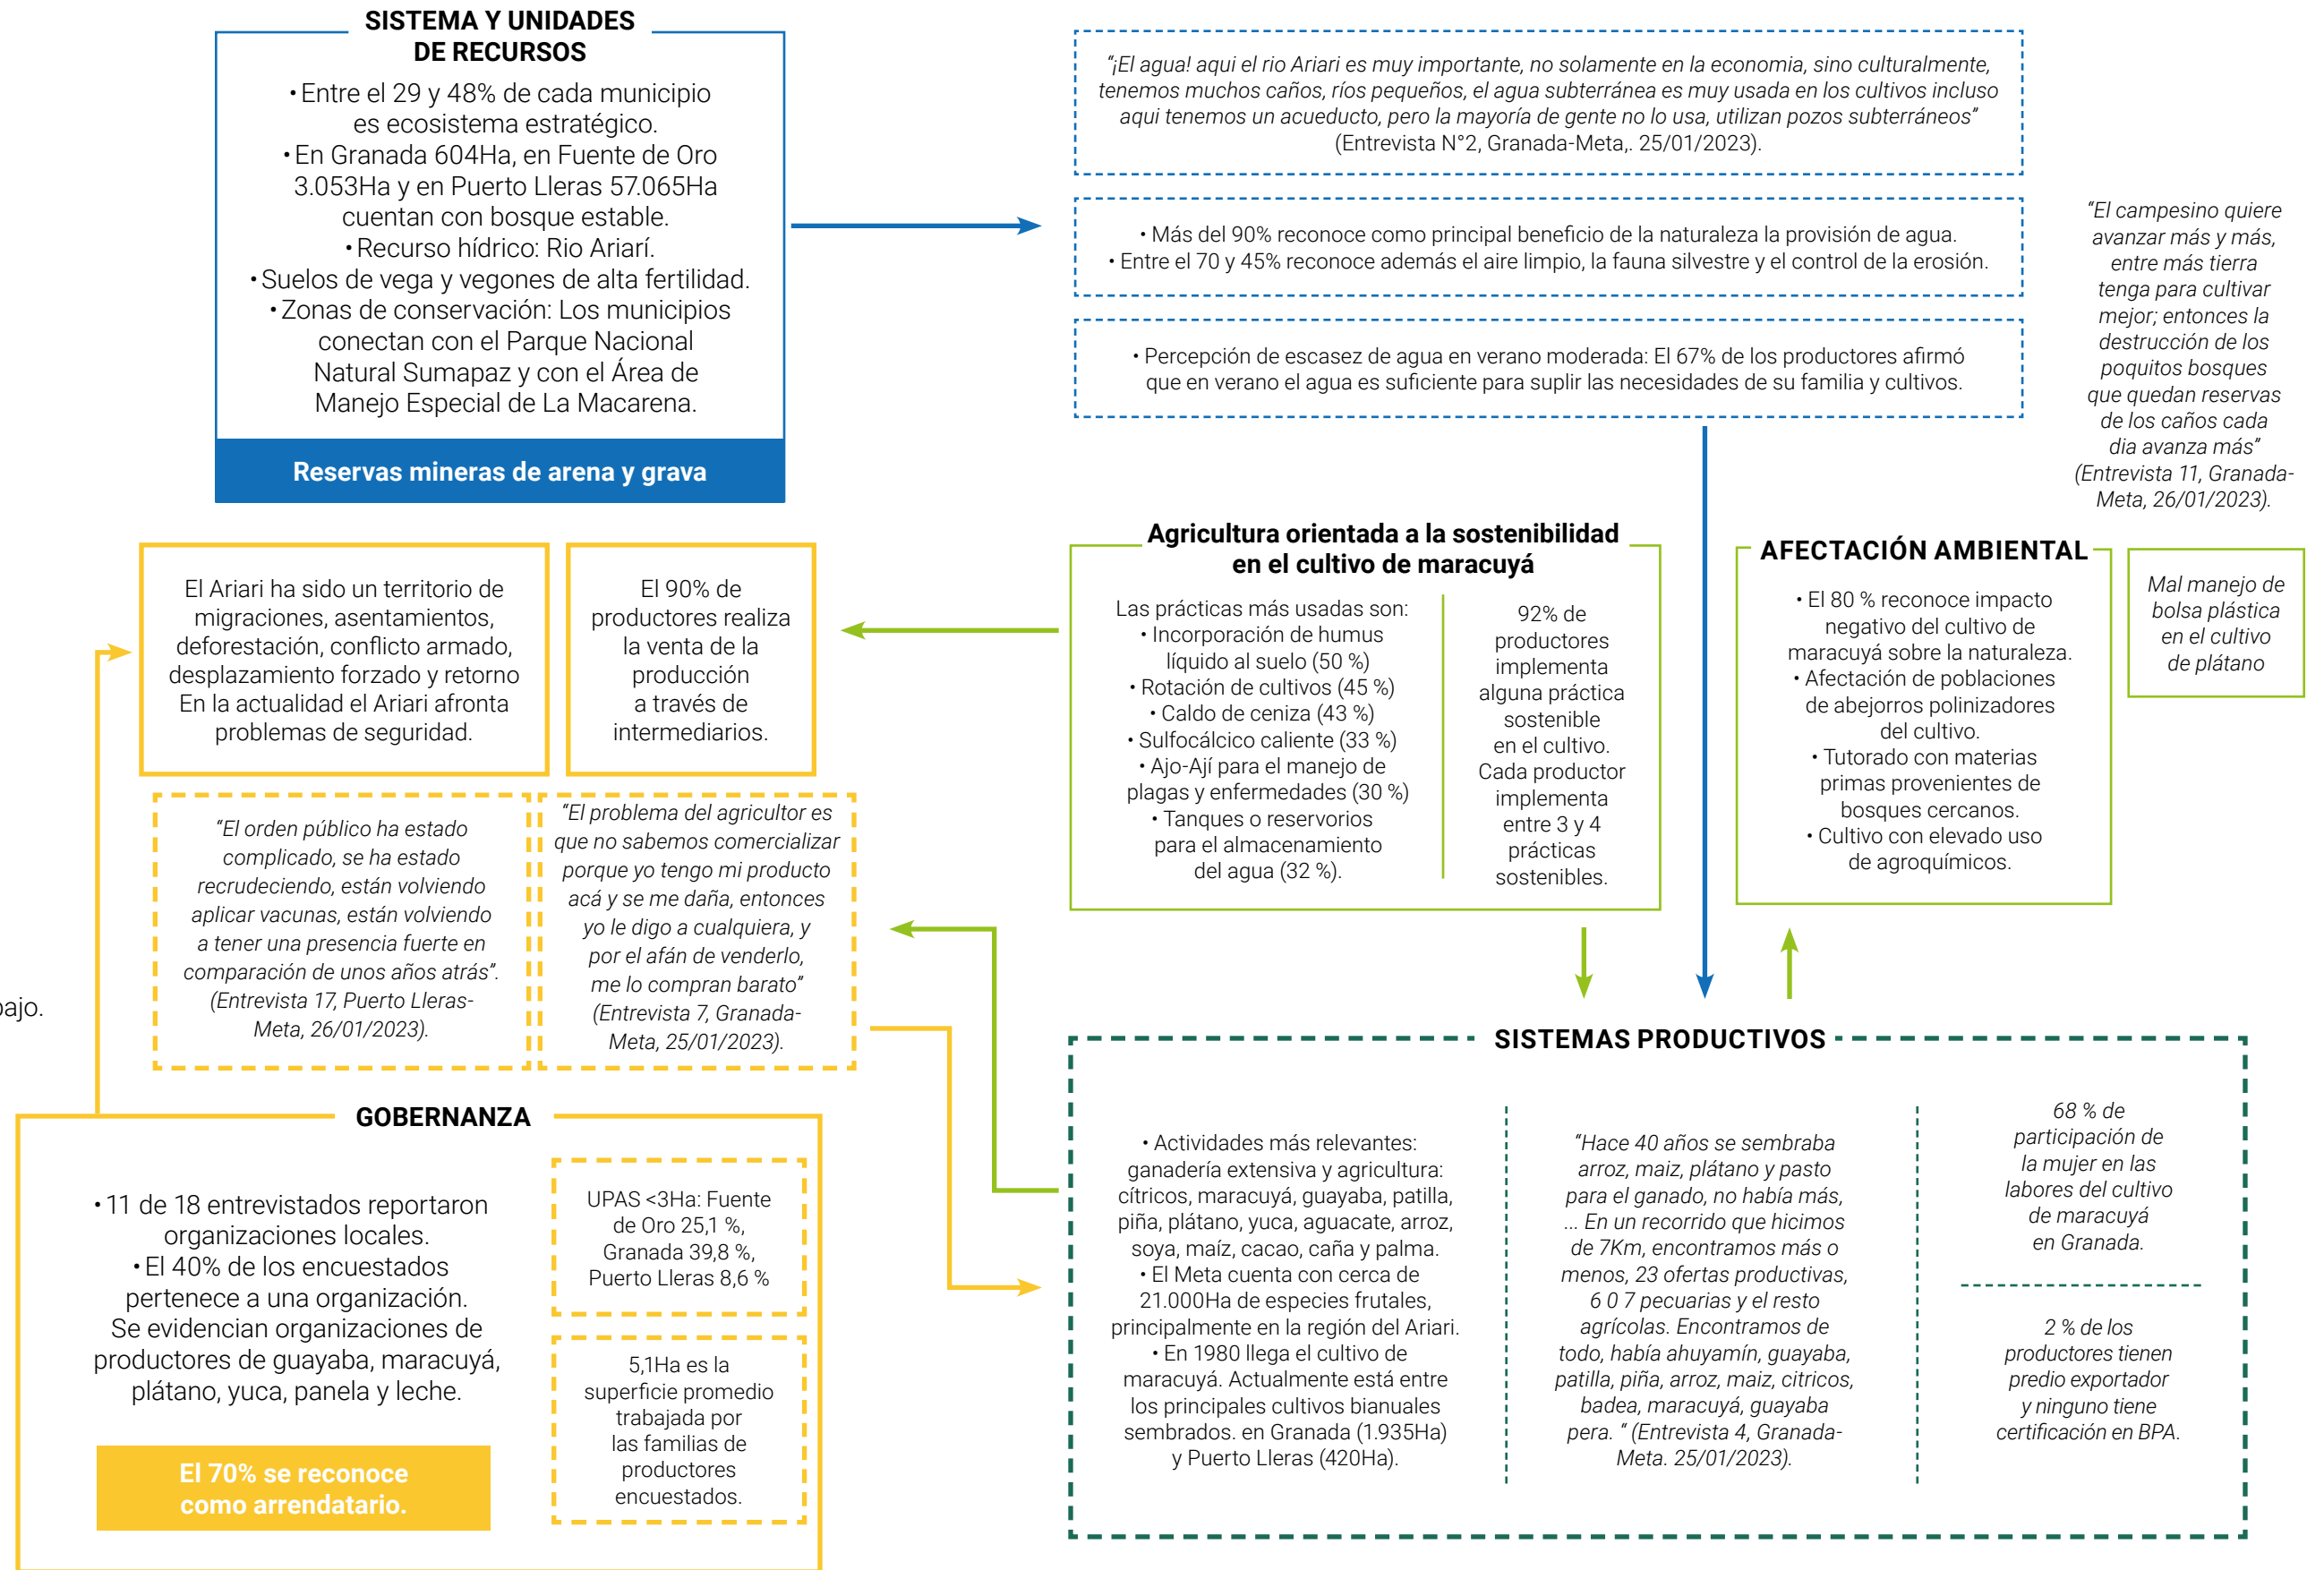 SISTEMA Y UNIDADES
DE RECURSOS
• Entre el 29 y 48% de cada municipio
es ecosistema estratégico.
• En Granada 604Ha, en Fuente de Oro
3.053Ha y en Puerto Lleras 57.065Ha
cuentan con bosque estable.
• Recurso hídrico: Rio Ariarí.
• Suelos de vega y vegones de alta fertilidad.
• Zonas de conservación: Los municipios
conectan con el Parque Nacional
Natural Sumapaz y con el Área de
Manejo Especial de La Macarena.
Reservas mineras de arena y grava
"¡El agua! aqui el rio Ariari es muy importante, no solamente en la economia, sino culturalmente,
tenemos muchos caños, ríos pequeños, el agua subterránea es muy usada en los cultivos incluso
aqui tenemos un acueducto, pero la mayoría de gente no lo usa, utilizan pozos subterráneos"
(Entrevista N°2, Granada-Meta,. 25/01/2023).
• Más del 90% reconoce como principal beneficio de la naturaleza la provisión de agua.
• Entre el 70 y 45% reconoce además el aire limpio, la fauna silvestre y el control de la erosión.
• Percepción de escasez de agua en verano moderada: El 67% de los productores afirmó
que en verano el agua es suficiente para suplir las necesidades de su familia y cultivos.
"El campesino quiere
avanzar más y más,
entre más tierra
tenga para cultivar
mejor; entonces la
destrucción de los
poquitos bosques
que quedan reservas
de los caños cada
dia avanza más"
(Entrevista 11, Granada-
Meta, 26/01/2023).
El Ariari ha sido un territorio de
migraciones, asentamientos,
deforestación, conflicto armado,
desplazamiento forzado y retorno
En la actualidad el Ariari afronta
problemas de seguridad.
El 90% de
productores realiza
la venta de la
producción
a través de
intermediarios.
Agricultura orientada a la sostenibilidad
en el cultivo de maracuyá
Las prácticas más usadas son:
• Incorporación de humus
líquido al suelo (50 %)
• Rotación de cultivos (45 %)
• Caldo de ceniza (43 %)
• Sulfocálcico caliente (33 %)
• Ajo-Ají para el manejo de
plagas y enfermedades (30 %)
• Tanques o reservorios
para el almacenamiento
del agua (32 %).
92% de
productores
implementa
alguna práctica
sostenible
en el cultivo.
Cada productor
implementa
entre 3 y 4
prácticas
sostenibles.
AFECTACIÓN AMBIENTAL
• El 80 % reconoce impacto
negativo del cultivo de
maracuyá sobre la naturaleza.
• Afectación de poblaciones
de abejorros polinizadores
del cultivo.
• Tutorado con materias
primas provenientes de
bosques cercanos.
• Cultivo con elevado uso
de agroquímicos.
Mal manejo de
bolsa plástica
en el cultivo
de plátano
"El orden público ha estado
complicado, se ha estado
recrudeciendo, están volviendo
aplicar vacunas, están volviendo
a tener una presencia fuerte en
comparación de unos años atrás".
(Entrevista 17, Puerto Lleras-
Meta, 26/01/2023).
"El problema del agricultor es
que no sabemos comercializar
porque yo tengo mi producto
acá y se me daña, entonces
yo le digo a cualquiera, y
por el afán de venderlo,
me lo compran barato"
(Entrevista 7, Granada-
Meta, 25/01/2023).
bajo.
GOBERNANZA
• 11 de 18 entrevistados reportaron
organizaciones locales.
• El 40% de los encuestados
pertenece a una organización.
Se evidencian organizaciones de
productores de guayaba, maracuyá,
plátano, yuca, panela y leche.
El 70% se reconoce
como arrendatario.
UPAS <3Ha: Fuente
de Oro 25,1 %,
Granada 39,8 %,
Puerto Lleras 8,6 %
5,1Ha es la
superficie promedio
trabajada por
las familias de
productores
encuestados.
SISTEMAS PRODUCTIVOS
• Actividades más relevantes:
ganadería extensiva y agricultura:
cítricos, maracuyá, guayaba, patilla,
piña, plátano, yuca, aguacate, arroz,
soya, maíz, cacao, caña y palma.
• El Meta cuenta con cerca de
21.000Ha de especies frutales,
principalmente en la región del Ariari.
• En 1980 llega el cultivo de
maracuyá. Actualmente está entre
los principales cultivos bianuales
sembrados. en Granada (1.935Ha)
y Puerto Lleras (420Ha).
"Hace 40 años se sembraba
arroz, maiz, plátano y pasto
para el ganado, no había más,
... En un recorrido que hicimos
de 7Km, encontramos más o
menos, 23 ofertas productivas,
6 0 7 pecuarias y el resto
agrícolas. Encontramos de
todo, había ahuyamín, guayaba,
patilla, piña, arroz, maiz, citricos,
badea, maracuyá, guayaba
pera. " (Entrevista 4, Granada-
Meta. 25/01/2023).
68 % de
participación de
la mujer en las
labores del cultivo
de maracuyá
en Granada.
2 % de los
productores tienen
predio exportador
y ninguno tiene
certificación en BPA.